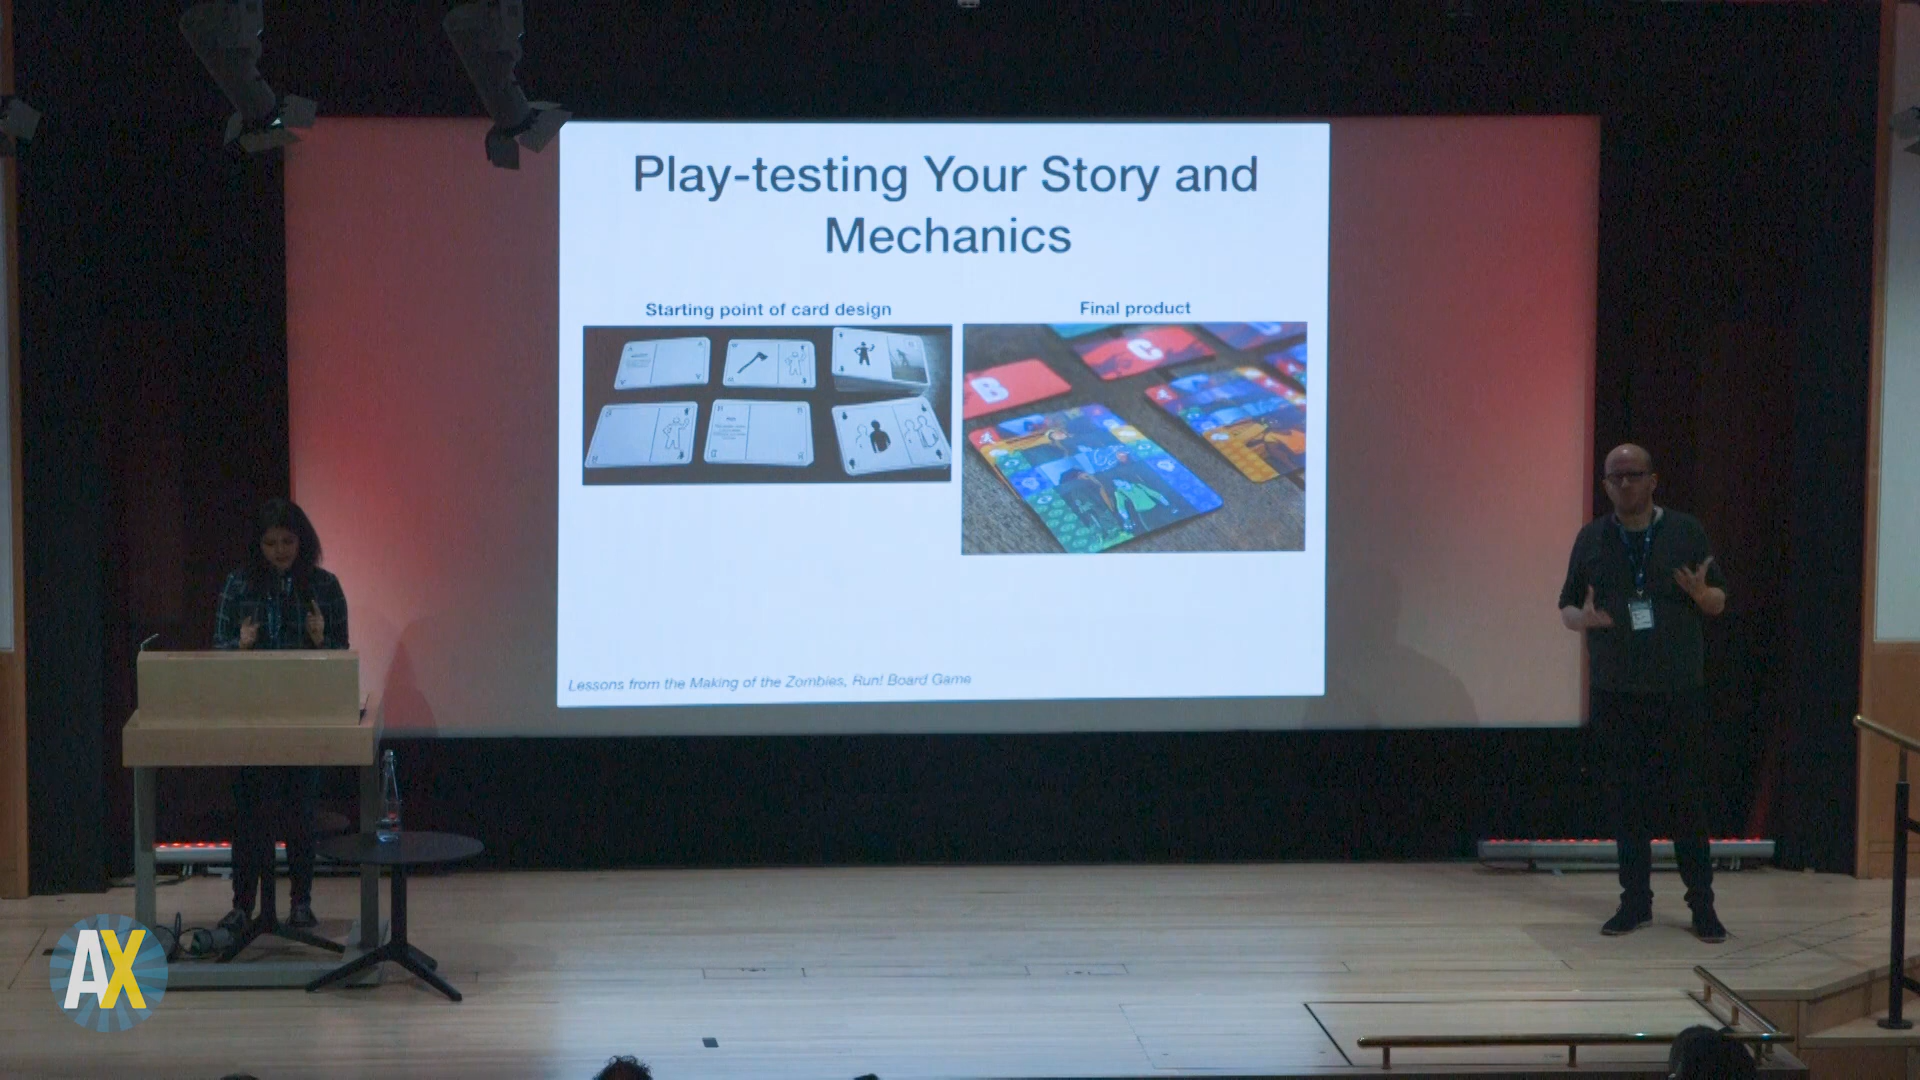 Play-testing Your Story and
Mechanics
Starting point of card design
Final product
B
C
Lessons from the Making of the Zombies, Run! Board Game
AX